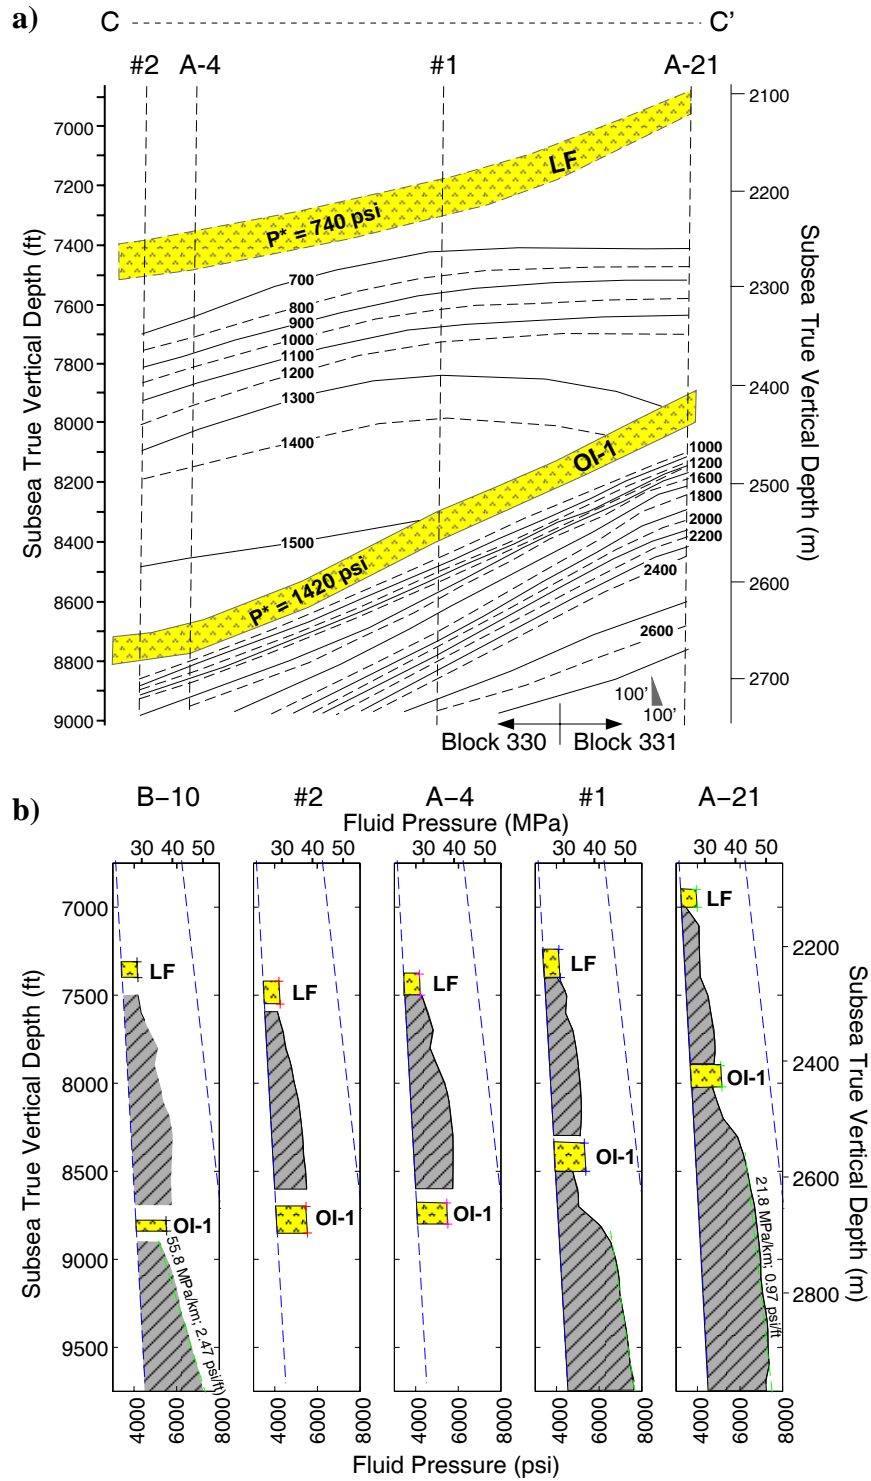 a)
C C'
#2 A-4 #1 A-21
Subsea True Vertical Depth (ft)
7000
7200
7400
7600
7800
8000
8200
8400
8600
8800
9000
2100
2200
2300
2400
2500
2600
2700
Subsea True Vertical Depth (m)
LF
P* = 740 psi
700
800
900
1000
1100
1200
1300
1400
1500
OI-1
P* = 1420 psi
1000
1200
1600
1800
2000
2200
2400
2600
100'
100'
Block 330 Block 331
b)
B-10 #2 A-4 #1 A-21
Fluid Pressure (MPa)
30 40 50 30 40 50 30 40 50 30 40 50 30 40 50
Subsea True Vertical Depth (ft)
7000
7500
8000
8500
9000
9500
2200
2400
2600
2800
Subsea True Vertical Depth (m)
LF LF LF LF LF
OI-1 OI-1 OI-1 OI-1 OI-1
55.8 MPa/km; 2.47 psi/ft)
21.8 MPa/km; 0.97 psi/ft
4000 6000 8000 4000 6000 8000 4000 6000 8000 4000 6000 8000 4000 6000 8000
Fluid Pressure (psi)